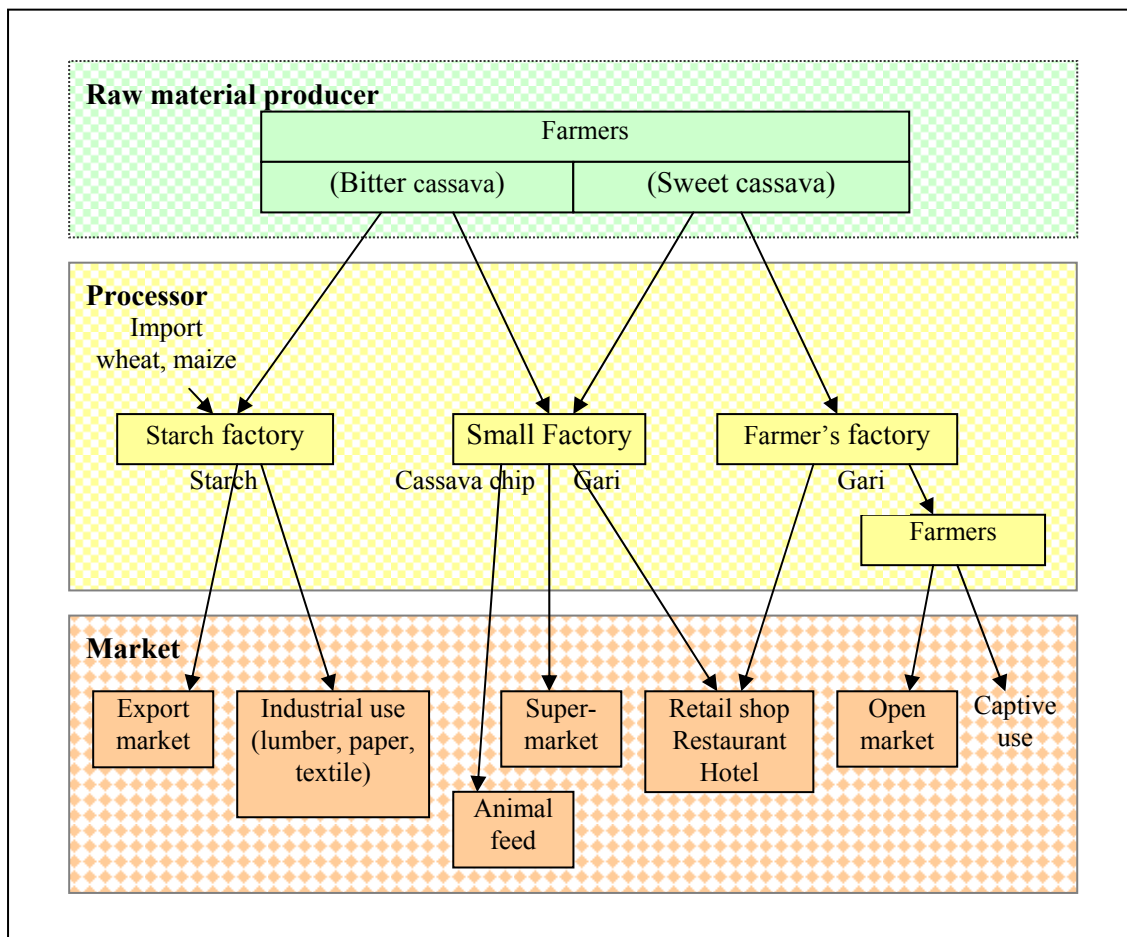 Raw material producer
Farmers
(Bitter cassava)
(Sweet cassava)
Processor
Import
wheat, maize
Starch factory
Small Factory
Farmer’s factory
Starch
Cassava chip
Gari
Gari
Farmers
Market
Export
market
Industrial use
(lumber, paper,
textile)
Super-
market
Retail shop
Restaurant
Hotel
Open
market
Captive
use
Animal
feed